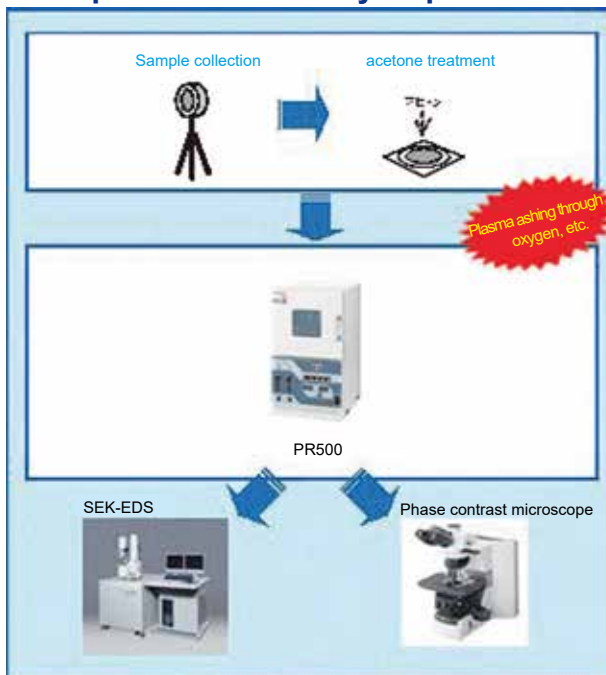 Sample collection
acetone treatment
アセトン
Plasma ashing through
oxygen, etc.
PR500
SEK-EDS
Phase contrast microscope